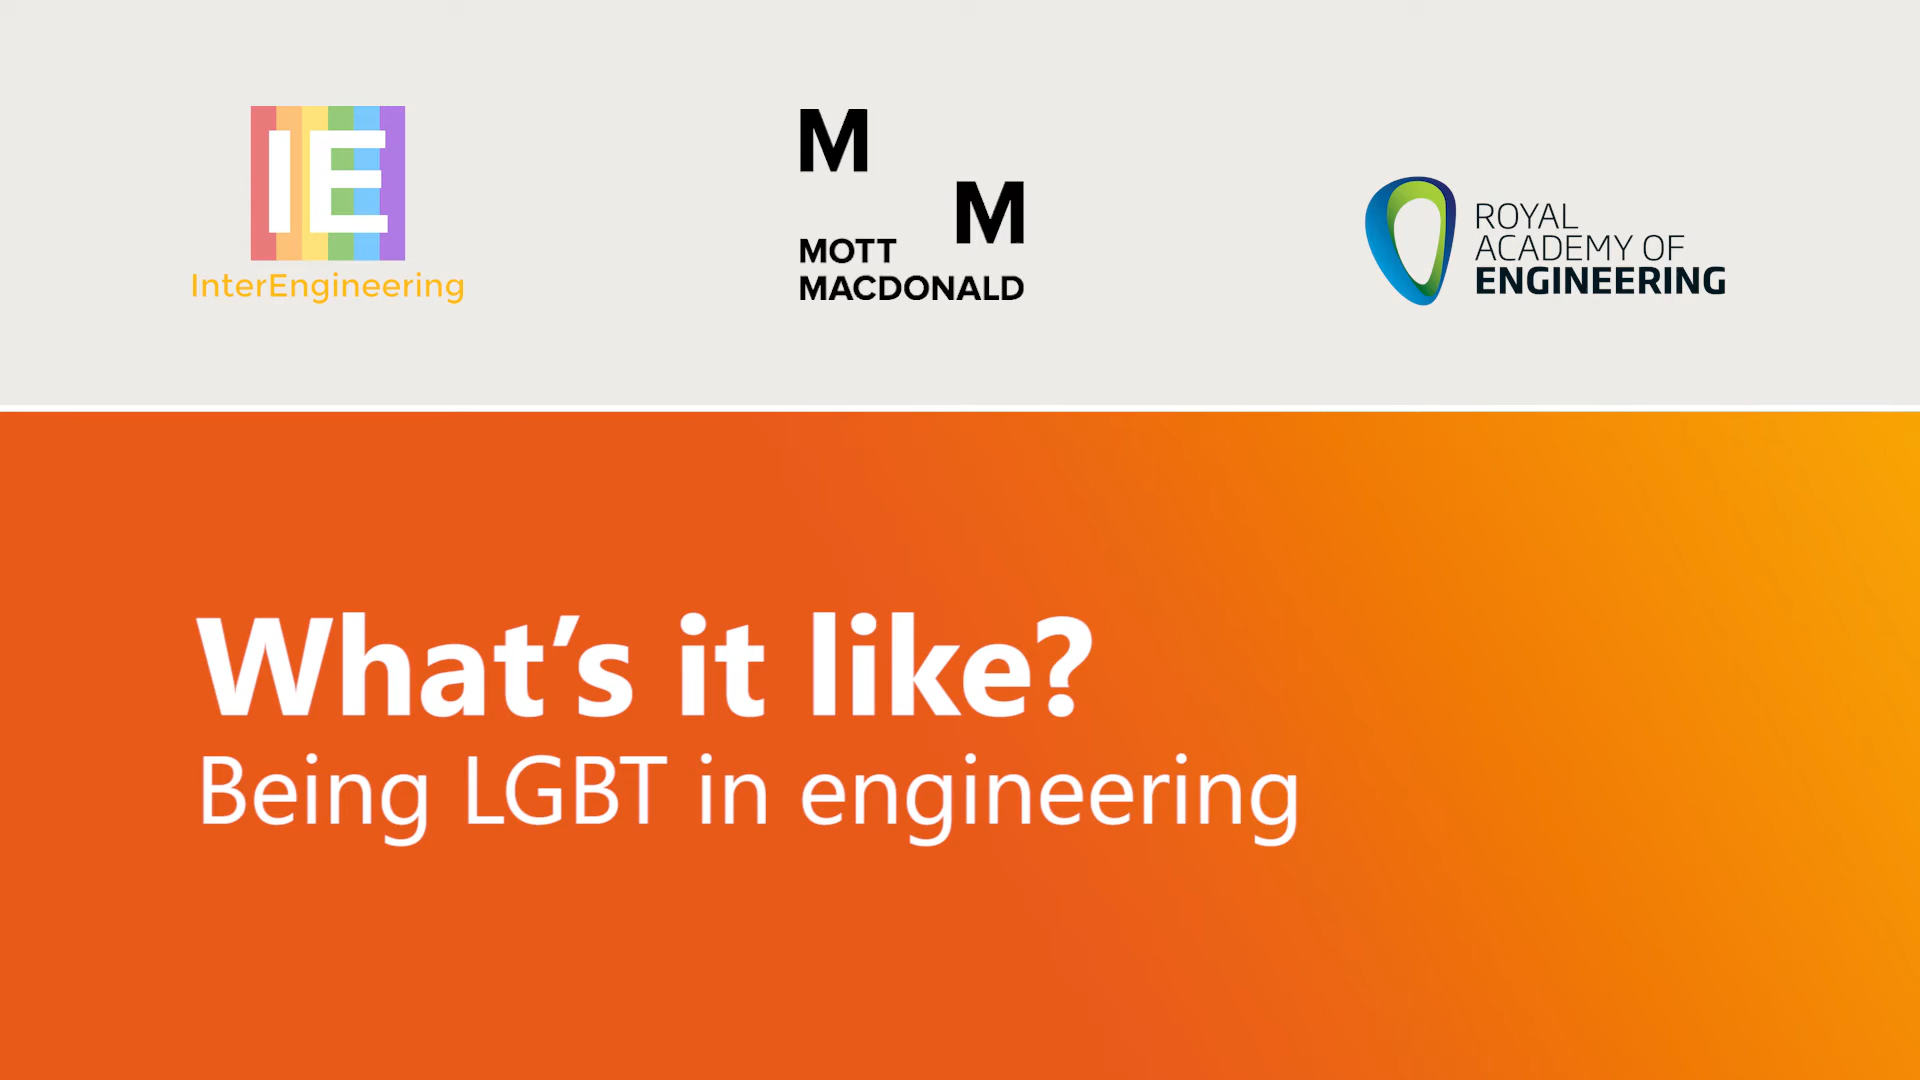 IE
InterEngineering
M
M
MOTT
MACDONALD
ROYAL
ACADEMY OF
ENGINEERING
What's it like?
Being LGBT in engineering